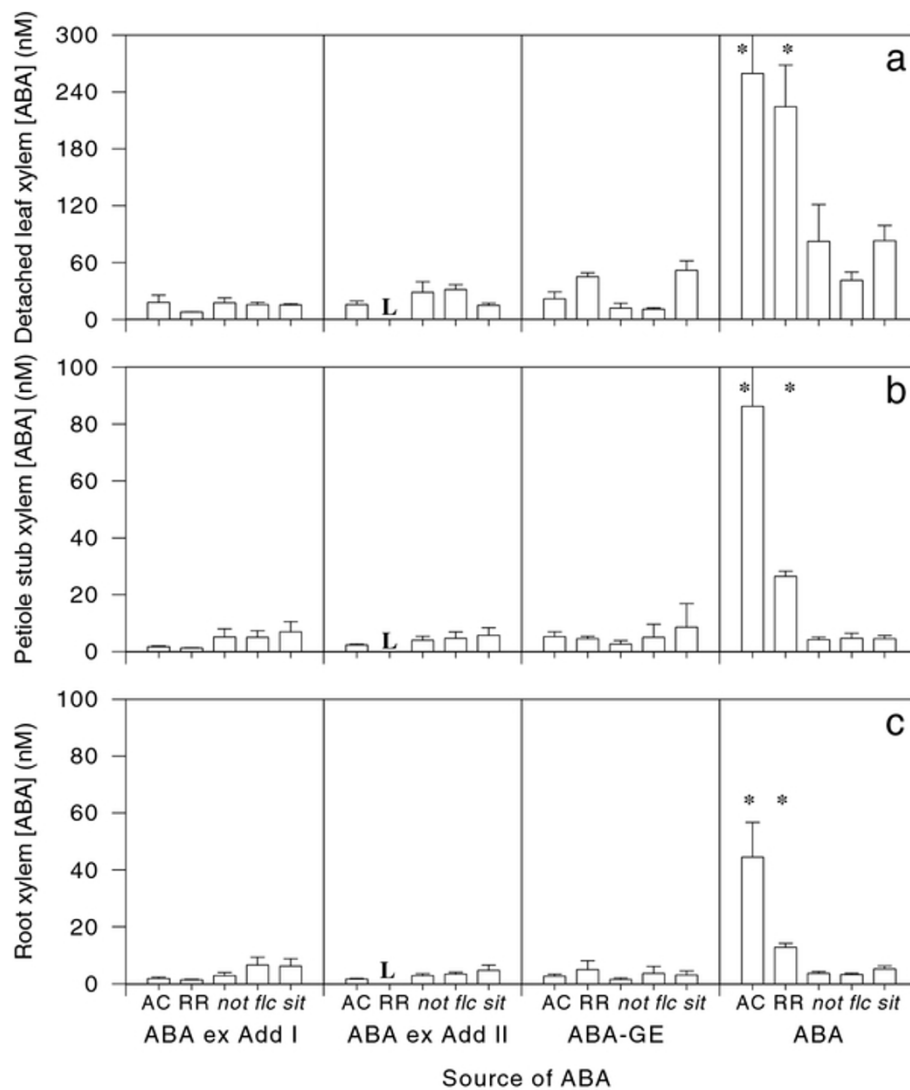 Detached leaf xylem [ABA] (nM)
300
240
180
120
60
0
L
* *
a
Petiole stub xylem [ABA] (nM)
100
80
60
40
20
0
L
* *
b
Root xylem [ABA] (nM)
100
80
60
40
20
0
L
* *
c
AC RR not flc sit AC RR not flc sit AC RR not flc sit AC RR not flc sit
ABA ex Add I ABA ex Add II ABA-GE ABA
Source of ABA